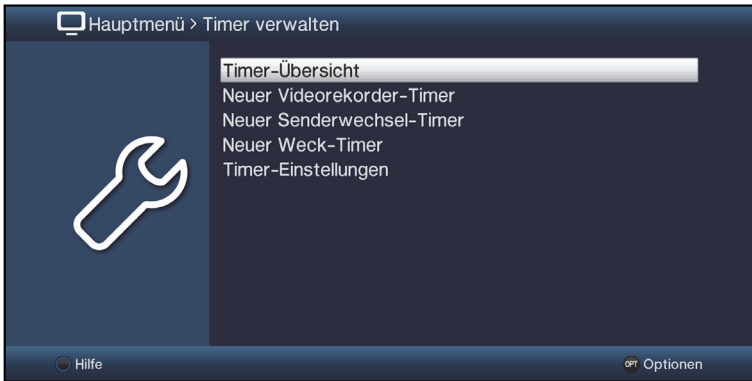 Hauptmenü > Timer verwalten
Timer-Übersicht
Neuer Videorekorder-Timer
Neuer Senderwechsel-Timer
Neuer Weck-Timer
Timer-Einstellungen
Hilfe
OPT Optionen